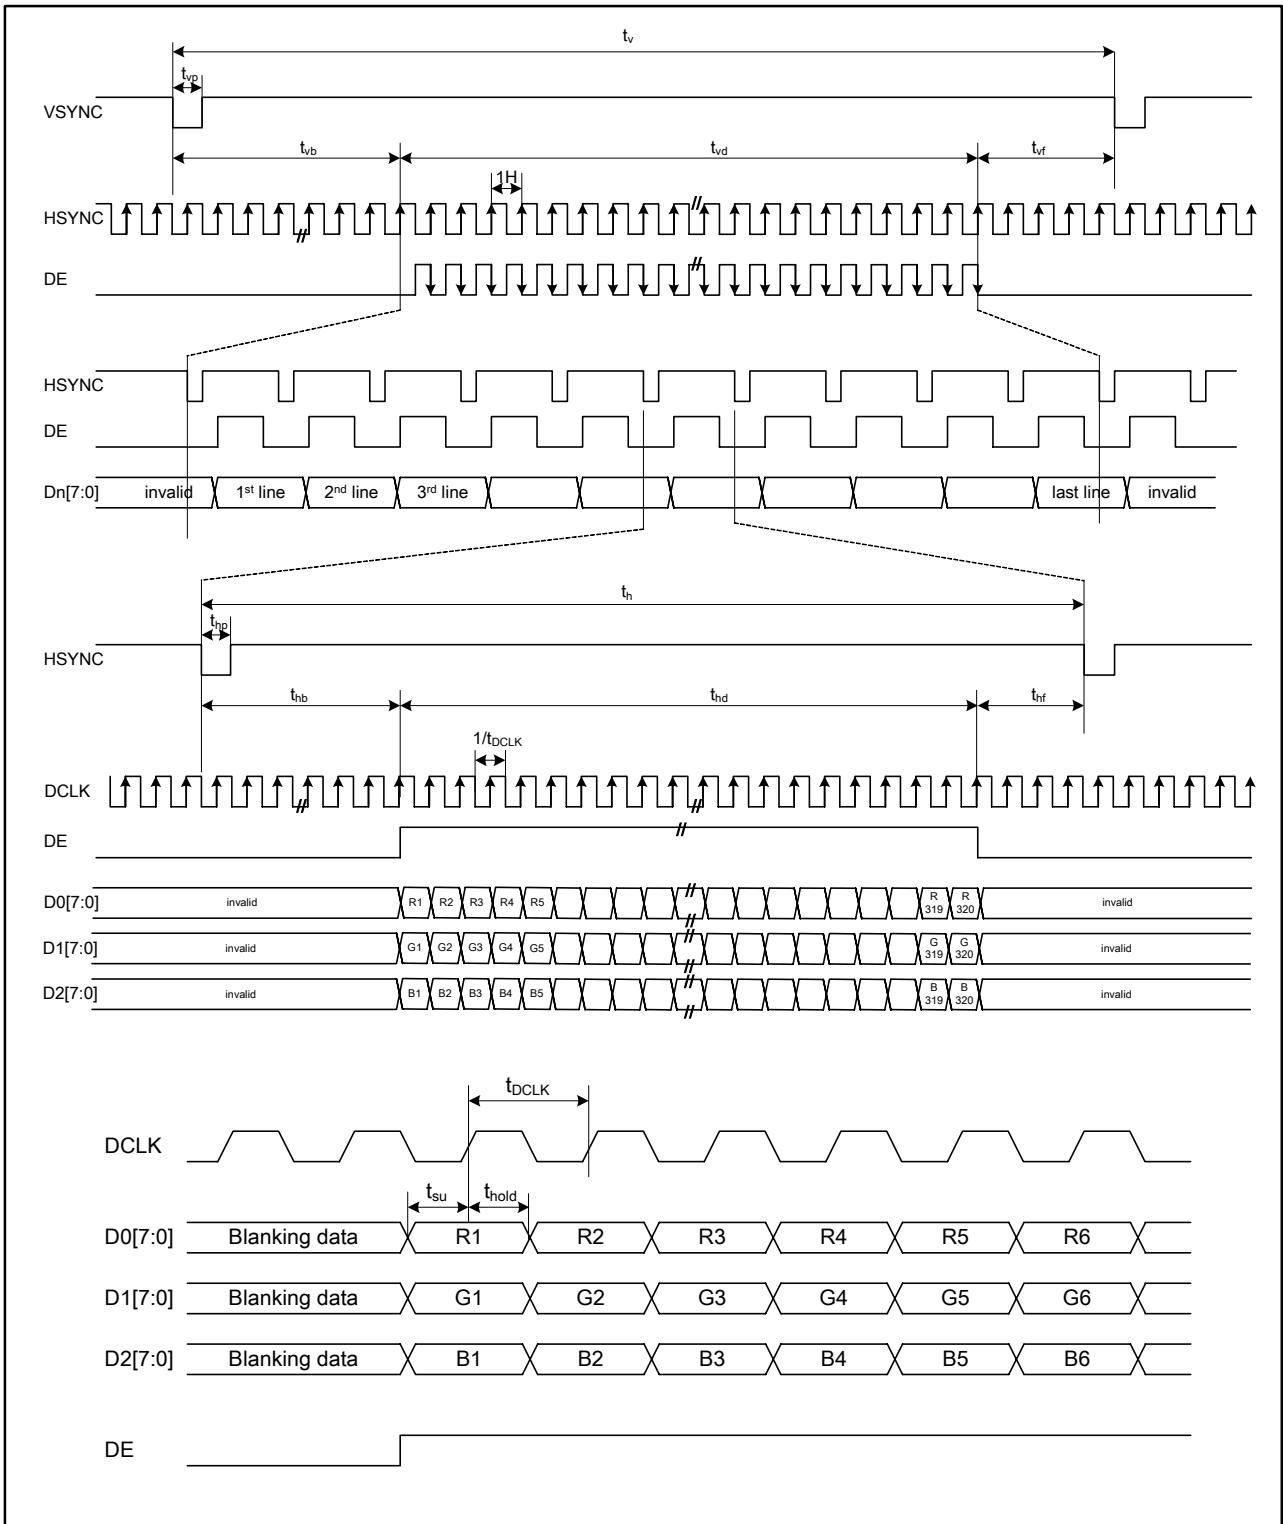 tv
tvp
VSYNC
tvb
tvd
tvf
1H
HSYNC
DE
HSYNC
DE
Dn[7:0] invalid 1st line 2nd line 3rd line last line invalid
th
thp
HSYNC
thb
thd
thf
1/tDCLK
DCLK
DE
D0[7:0] invalid R1 R2 R3 R4 R5 R 319 R 320 invalid
D1[7:0] invalid G1 G2 G3 G4 G5 G 319 G 320 invalid
D2[7:0] invalid B1 B2 B3 B4 B5 B 319 B 320 invalid
tDCLK
DCLK
tsu thold
D0[7:0] Blanking data R1 R2 R3 R4 R5 R6
D1[7:0] Blanking data G1 G2 G3 G4 G5 G6
D2[7:0] Blanking data B1 B2 B3 B4 B5 B6
DE